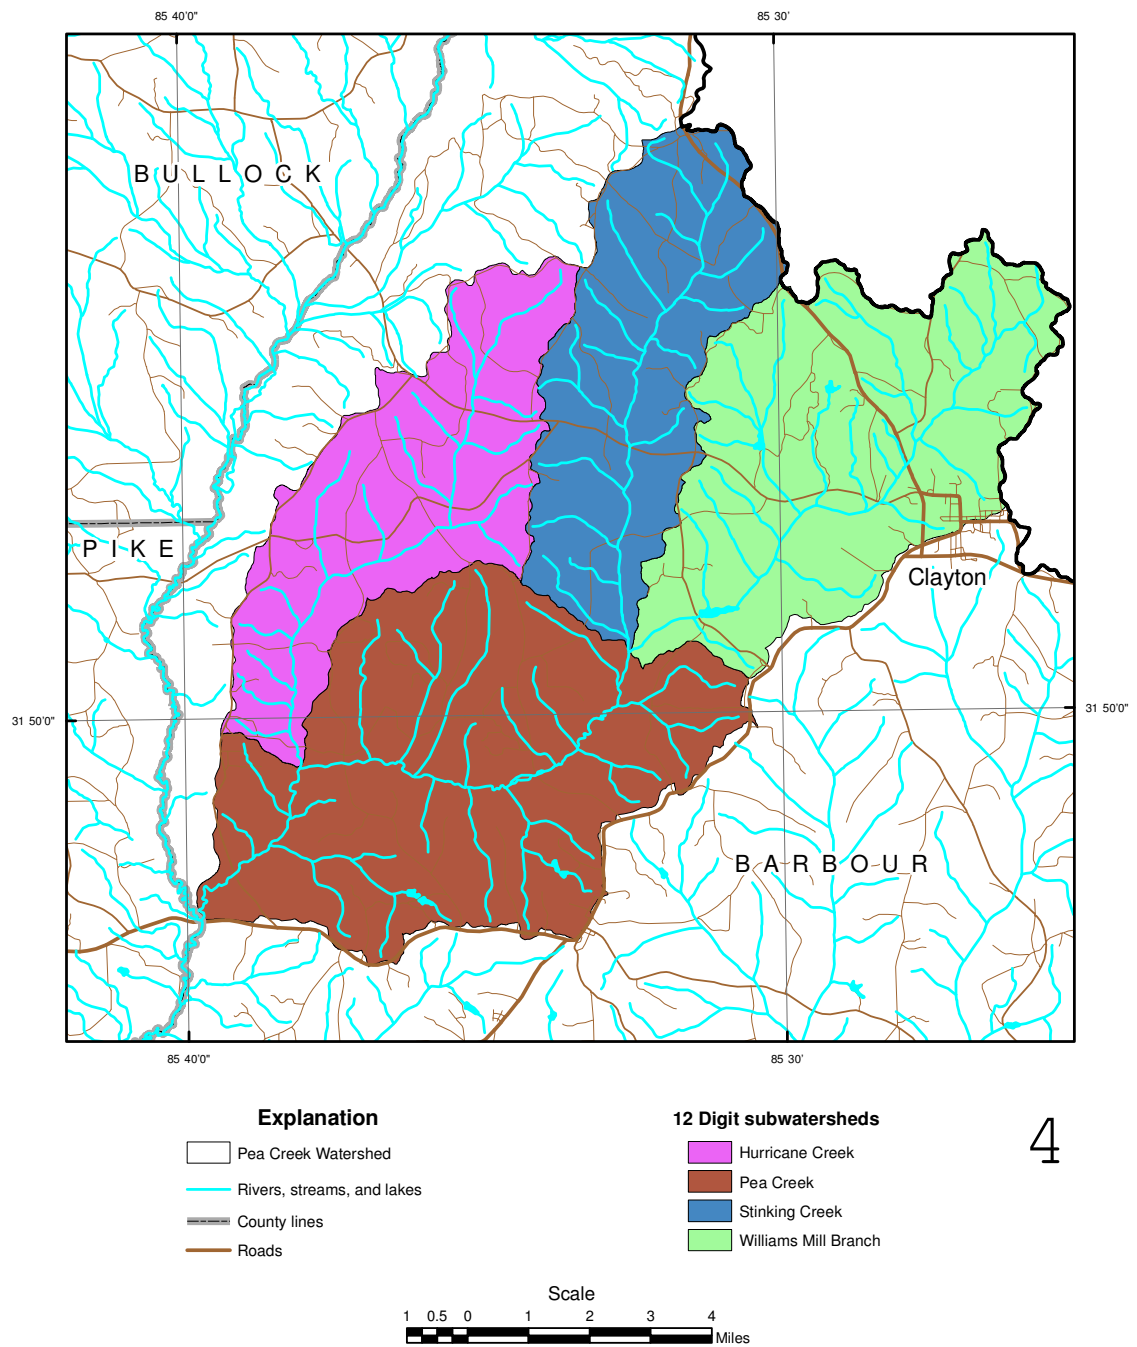 85 40'0"
85 30'
BULLOCK
PIKE
Clayton
31 50'0"
31 50'0"
BARBOUR
85 40'0"
85 30'
Explanation
Pea Creek Watershed
Rivers, streams, and lakes
County lines
Roads
12 Digit subwatersheds
Hurricane Creek
Pea Creek
Stinking Creek
Williams Mill Branch
4
Scale
1 0.5 0 1 2 3 4
Miles